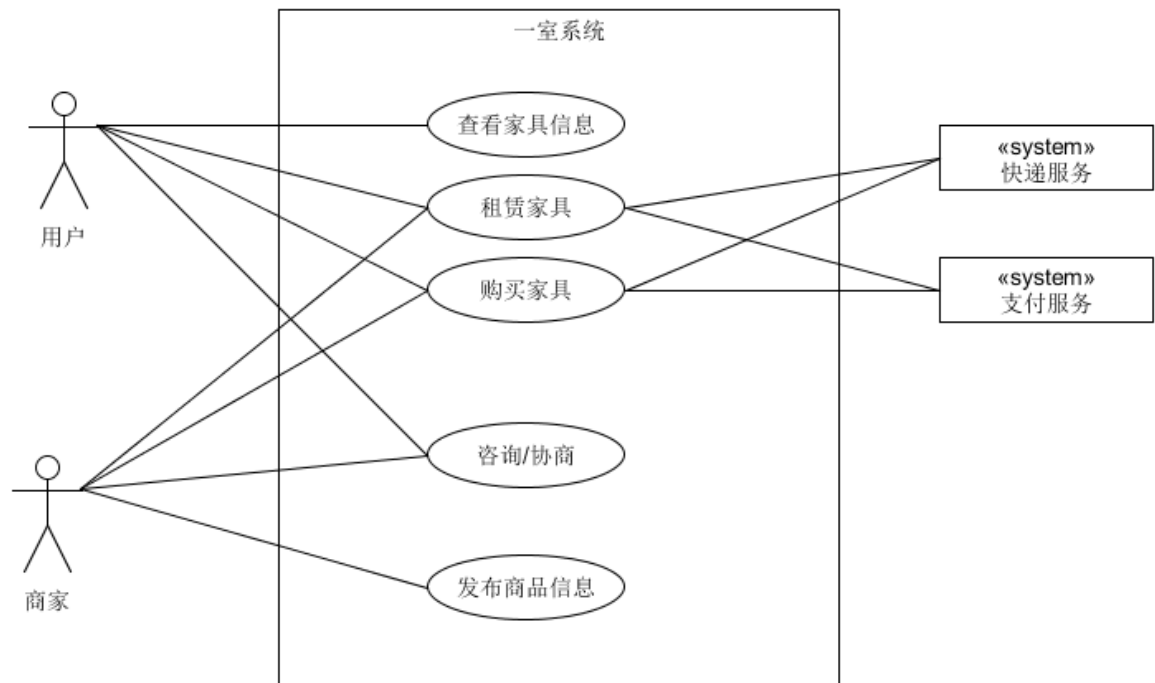 一室系统
查看家具信息
用户
租赁家具
购买家具
«system»
快递服务
«system»
支付服务
咨询/协商
商家
发布商品信息